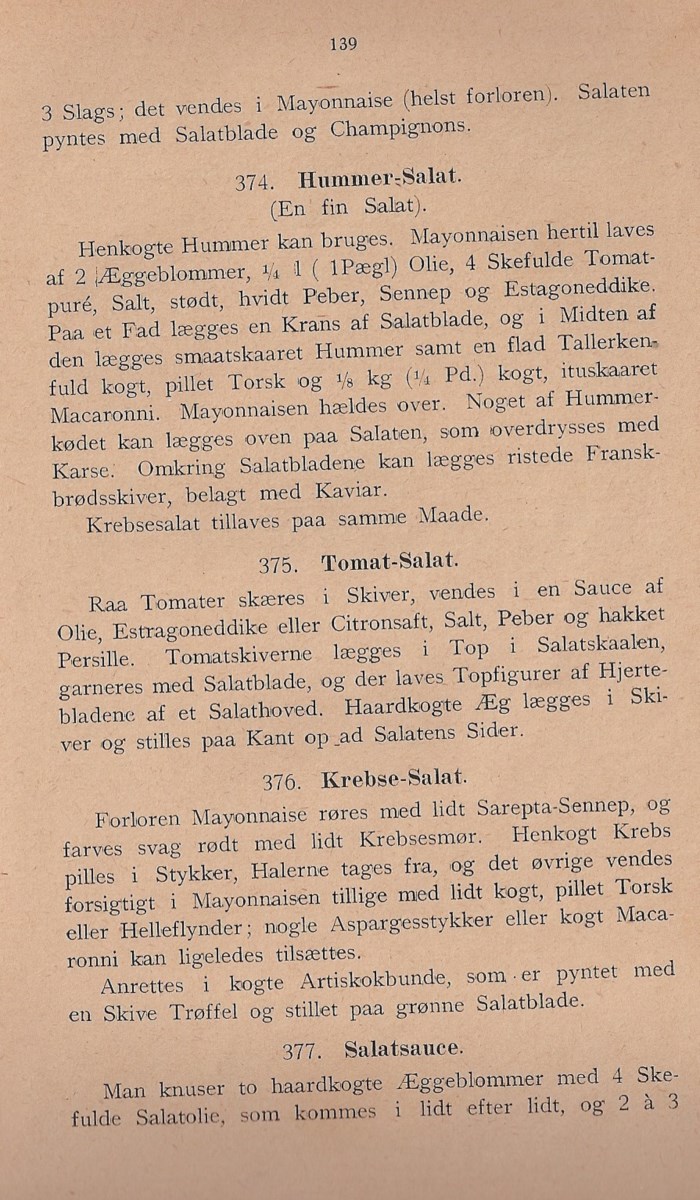 139
3 Slags; det vendes i Mayonnaise (helst forloren). Salaten
pyntes med Salatblade og Champignons.
374. Hummer-Salat.
(En fin Salat).
Henkogte Hummer kan bruges. Mayonnaisen hertil laves
af 2 Æggeblommer, ¼ l ( 1Pægl) Olie, 4 Skefulde Tomat-
puré, Salt, stødt, hvidt Peber, Sennep og Estagoneddike.
Paa et Fad lægges en Krans af Salatblade, og i Midten af
den lægges smaatskaaret Hummer samt en flad Tallerken-
fuld kogt, pillet Torsk og ⅛ kg (¼ Pd.) kogt, ituskaaret
Macaronni. Mayonnaisen hældes over. Noget af Hummer-
kødet kan lægges oven paa Salaten, som overdrysses med
Karse. Omkring Salatbladene kan lægges ristede Fransk-
brødsskiver, belagt med Kaviar.
Krebsesalat tillaves paa samme Maade.
375. Tomat-Salat.
Raa Tomater skæres i Skiver, vendes i en Sauce af
Olie, Estragoneddike eller Citronsaft, Salt, Peber og hakket
Persille. Tomatskiverne lægges i Top i Salatskaalen,
garneres med Salatblade, og der laves Topfigurer af Hjerte-
bladene af et Salathoved. Haardkogte Æg lægges i Ski-
ver og stilles paa Kant op ad Salatens Sider.
376. Krebse-Salat.
Forloren Mayonnaise røres med lidt Sarepta-Sennep, og
farves svag rødt med lidt Krebsesmør. Henkogt Krebs
pilles i Stykker, Halerne tages fra, og det øvrige vendes
forsigtigt i Mayonnaisen tillige med lidt kogt, pillet Torsk
eller Helleflynder; nogle Aspargesstykker eller kogt Maca-
ronni kan ligeledes tilsættes.
Anrettes i kogte Artiskokbunde, som er pyntet med
en Skive Trøffel og stillet paa grønne Salatblade.
377. Salatsauce.
Man knuser to haardkogte Æggeblommer med 4 Ske-
fulde Salatolie, som kommes i lidt efter lidt, og 2 à 3